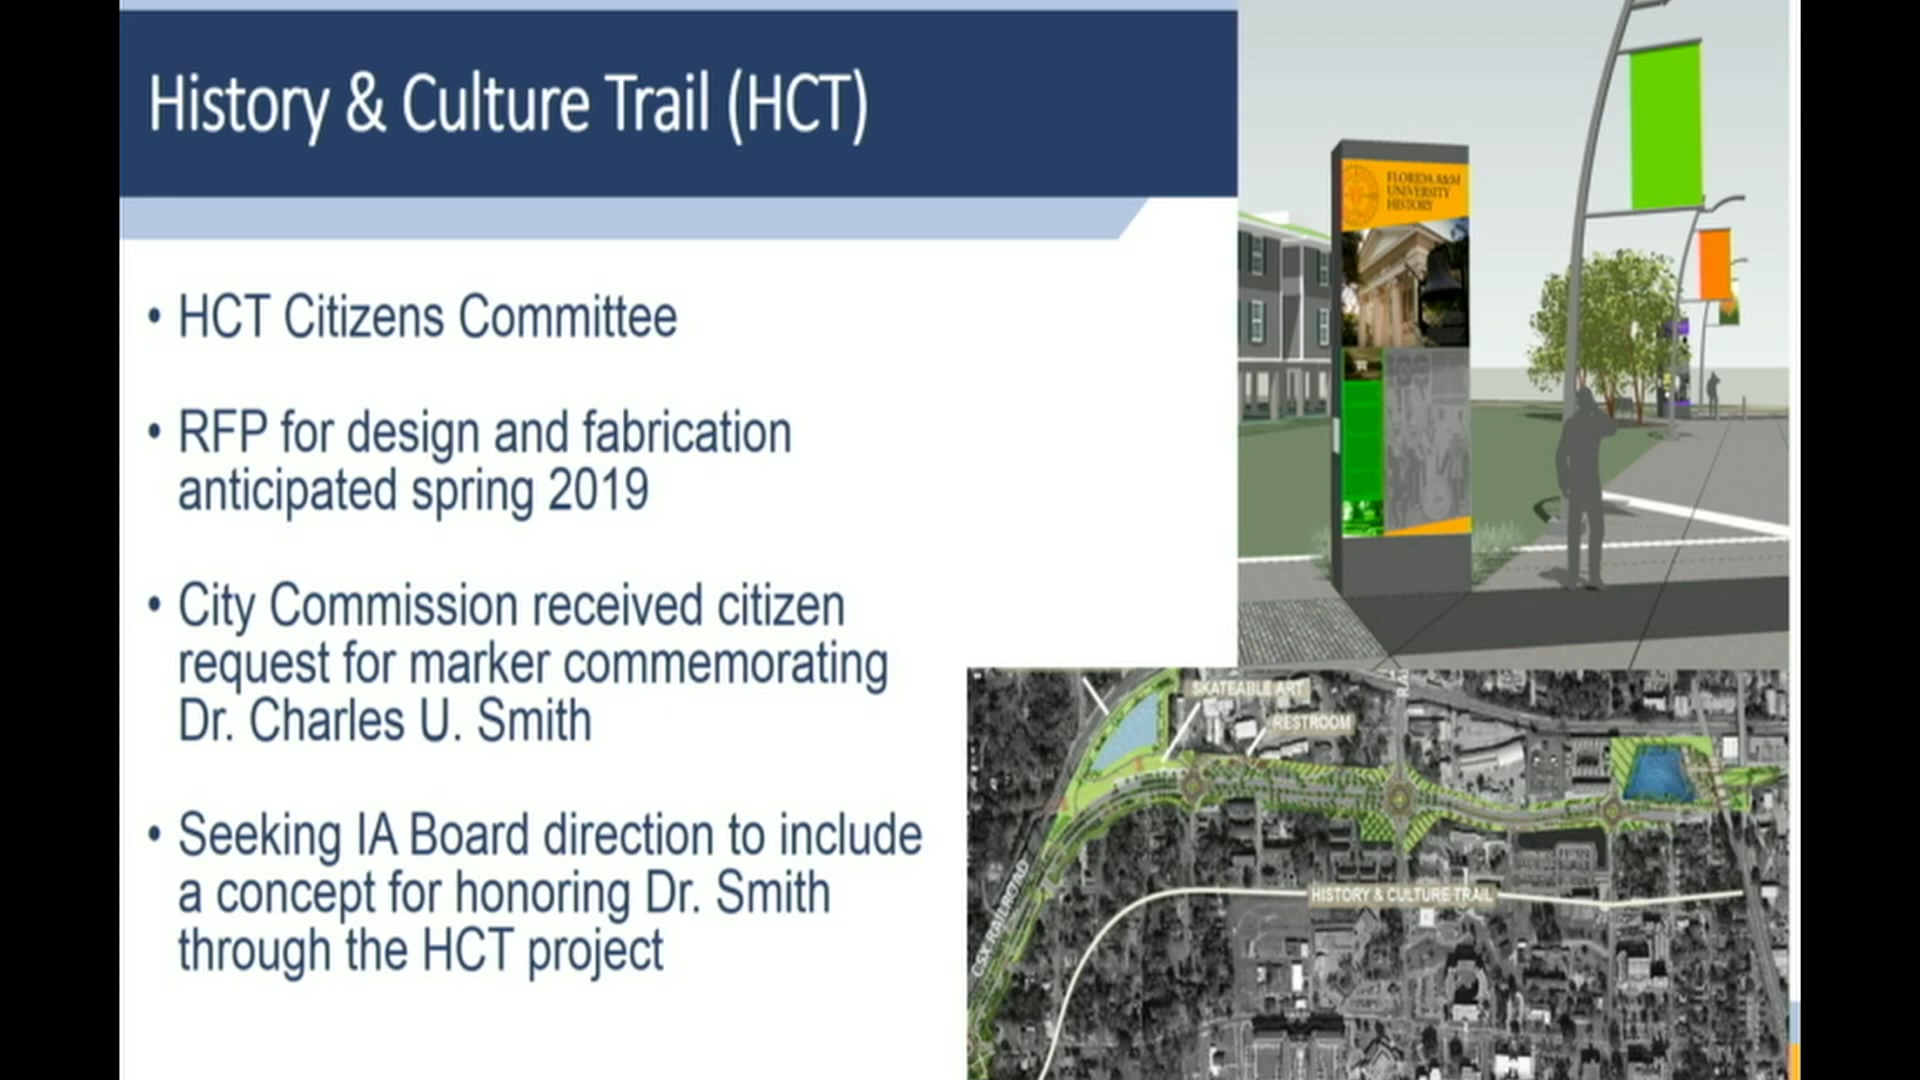 History & Culture Trail (HCT)
• HCT Citizens Committee
• RFP for design and fabrication
anticipated spring 2019
• City Commission received citizen
request for marker commemorating
Dr. Charles U. Smith
• Seeking IA Board direction to include
a concept for honoring Dr. Smith
through the HCT project
FLORIDA A&M
UNIVERSITY
HISTORY
SKATEABLE ART
RESTROOM
CSX RAILROAD
HISTORY & CULTURE TRAIL